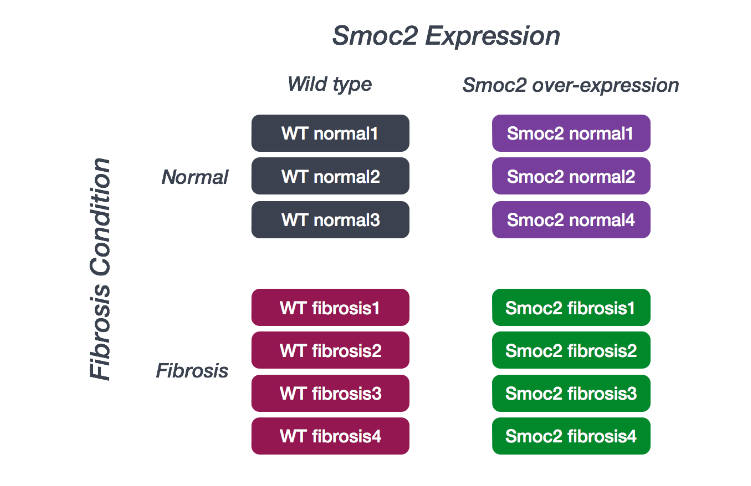 Smoc2 Expression
Wild type
Smoc2 over-expression
Fibrosis Condition
Normal
WT normal1
Smoc2 normal1
WT normal2
Smoc2 normal2
WT normal3
Smoc2 normal4
Fibrosis
WT fibrosis1
Smoc2 fibrosis1
WT fibrosis2
Smoc2 fibrosis2
WT fibrosis3
Smoc2 fibrosis3
WT fibrosis4
Smoc2 fibrosis4